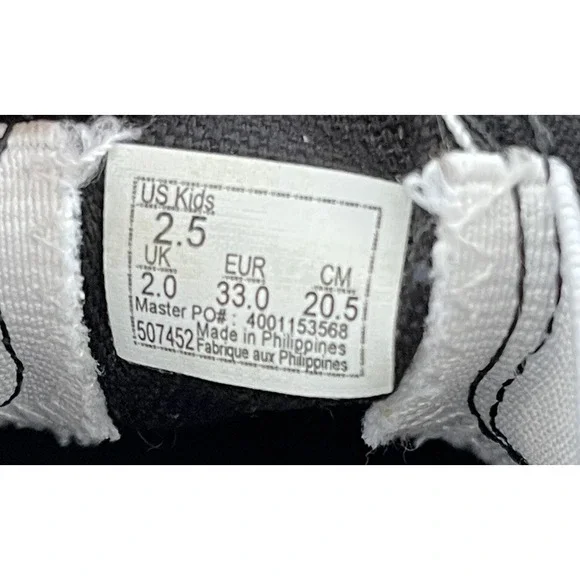 US Kids
2.5
UK EUR CM
2.0 33.0 20.5
Master PO# : 4001153568
507452 Made in Philippines
Fabrique aux Philippines